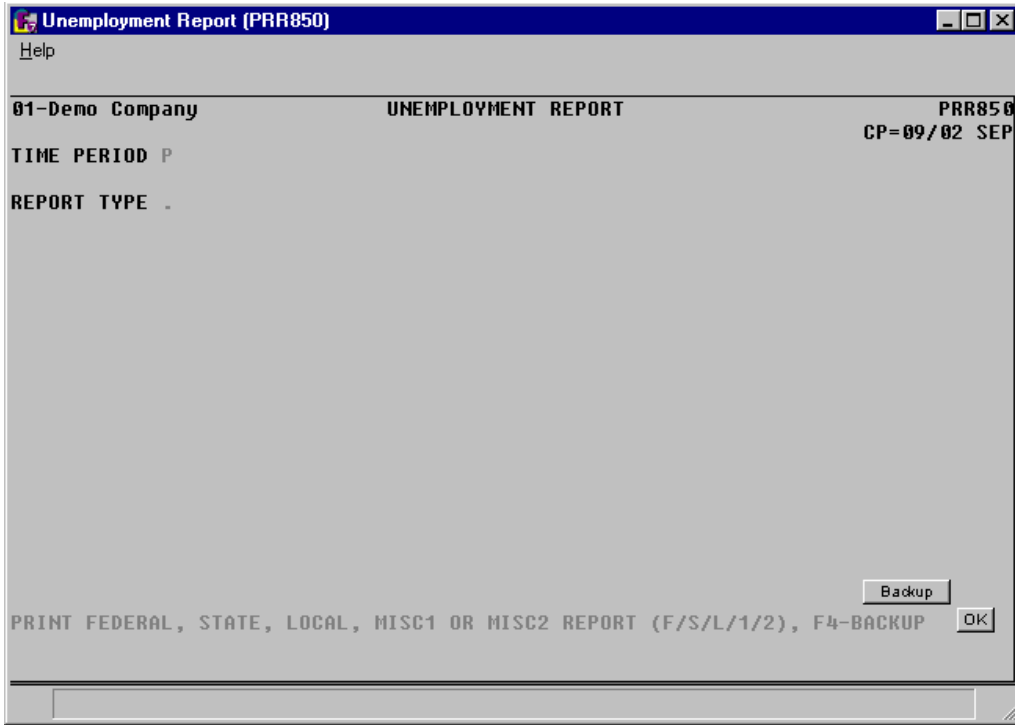 Unemployment Report (PRR850)
Help
01-Demo Company UNEMPLOYMENT REPORT PRR850
CP=09/02 SEP
TIME PERIOD P
REPORT TYPE .
Backup
PRINT FEDERAL, STATE, LOCAL, MISC1 OR MISC2 REPORT (F/S/L/1/2), F4-BACKUP OK